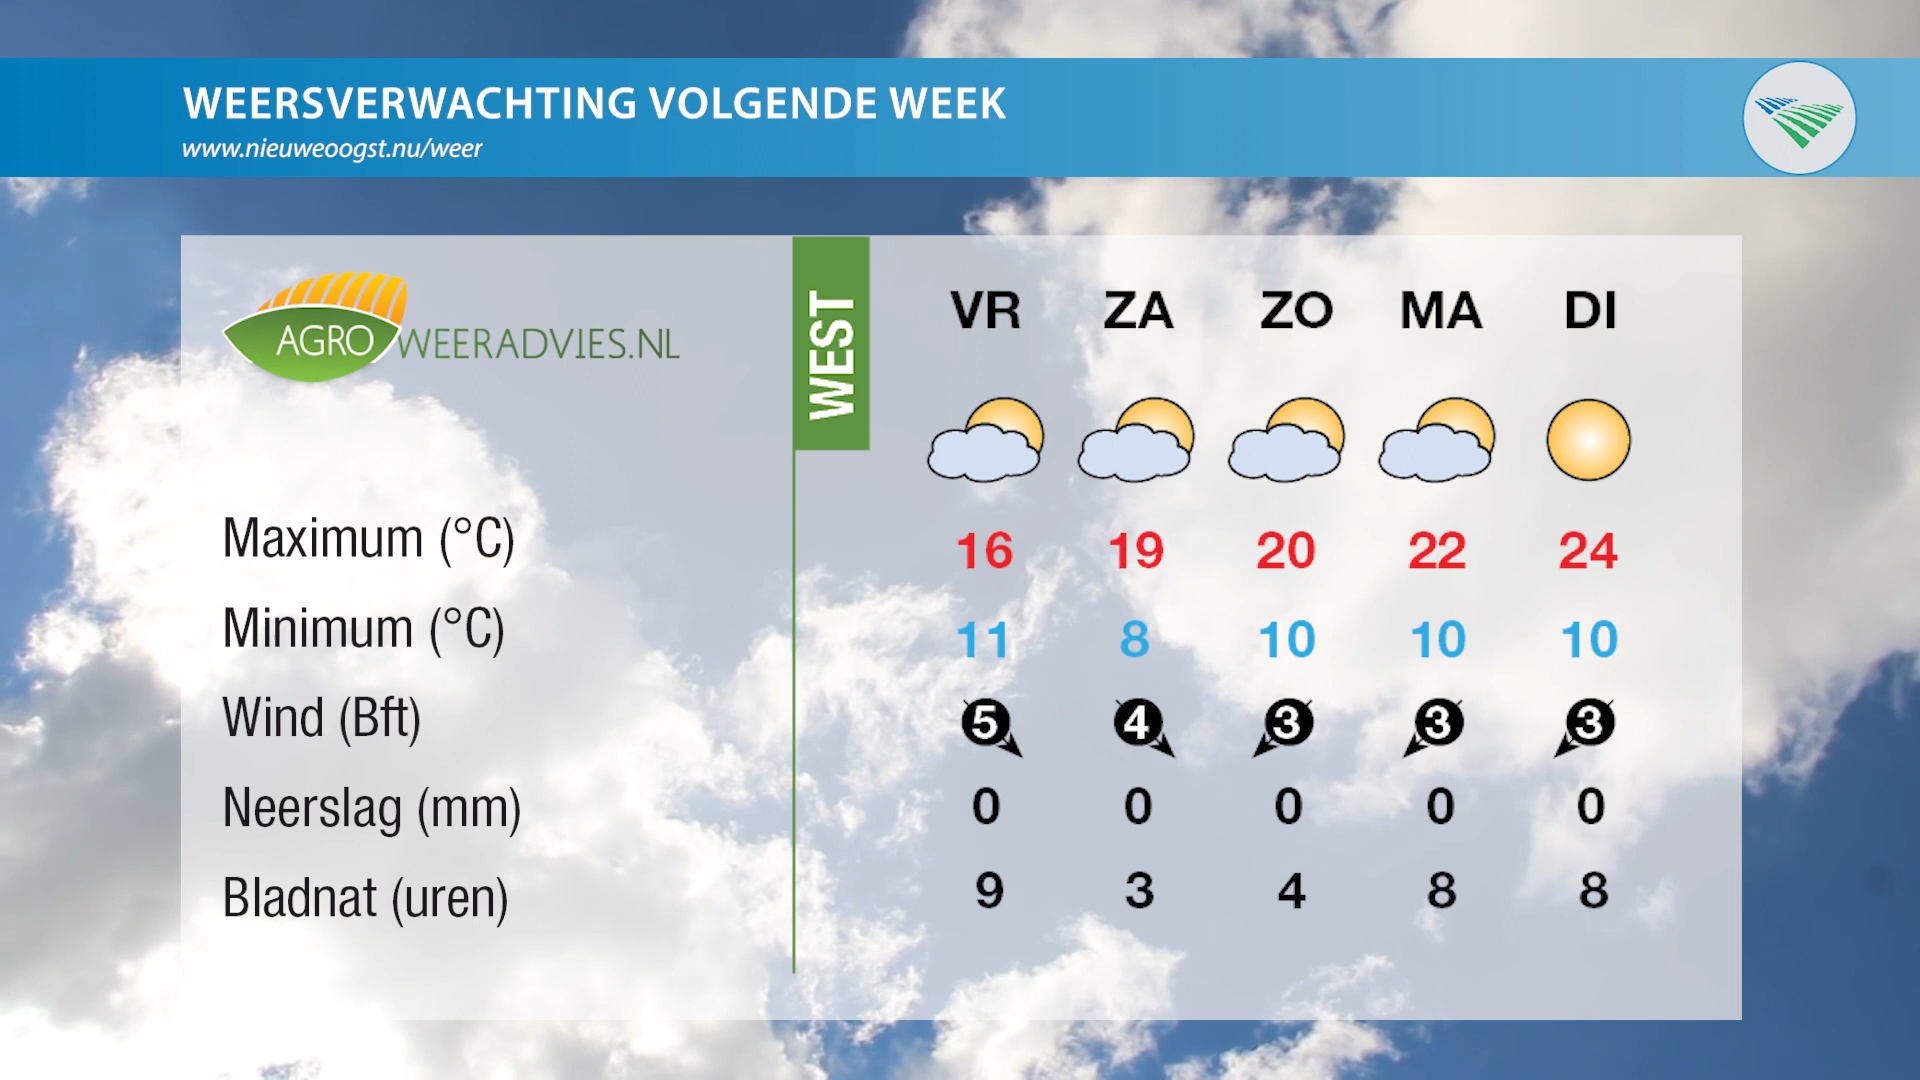 WEERSVERWACHTING VOLGENDE WEEK
www.nieuweoogst.nu/weer
AGRO WEERADVIES.NL
WEST
VR ZA ZO MA DI
Maximum (°C) 16 19 20 22 24
Minimum (°C) 11 8 10 10 10
Wind (Bft) 5 4 3 3 3
Neerslag (mm) 0 0 0 0 0
Bladnat (uren) 9 3 4 8 8